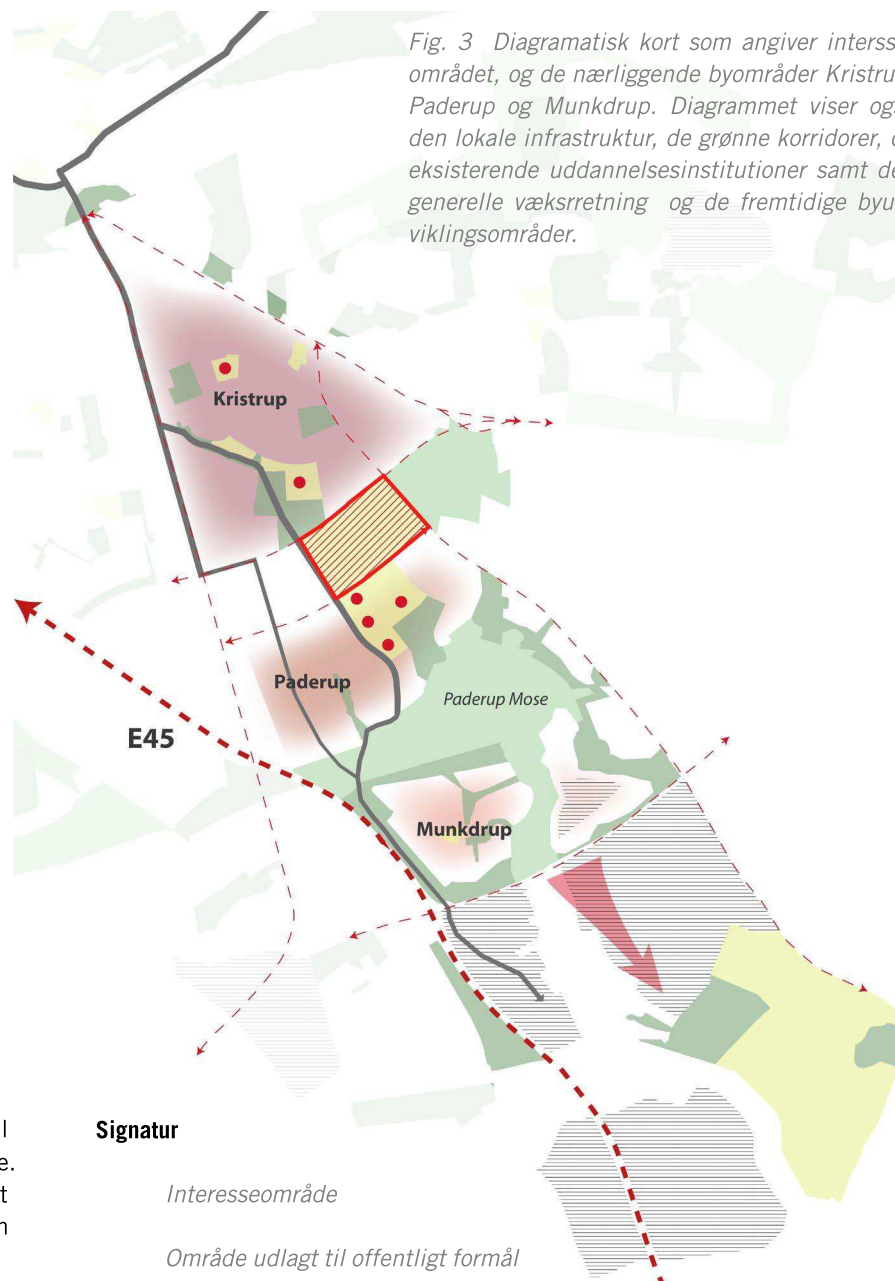 Fig. 3 Diagramatisk kort som angiver interss
området, og de nærliggende byområder Kristru
Paderup og Munkdrup. Diagrammet viser og
den lokale infrastruktur, de grønne korridorer,
eksisterende uddannelsesinstitutioner samt de
generelle væksrretning og de fremtidige byu
viklingsområder.
Kristrup
Paderup
Paderup Mose
E45
Munkdrup
l
e.
t
n
Signatur
Interesseområde
Område udlagt til offentligt formål